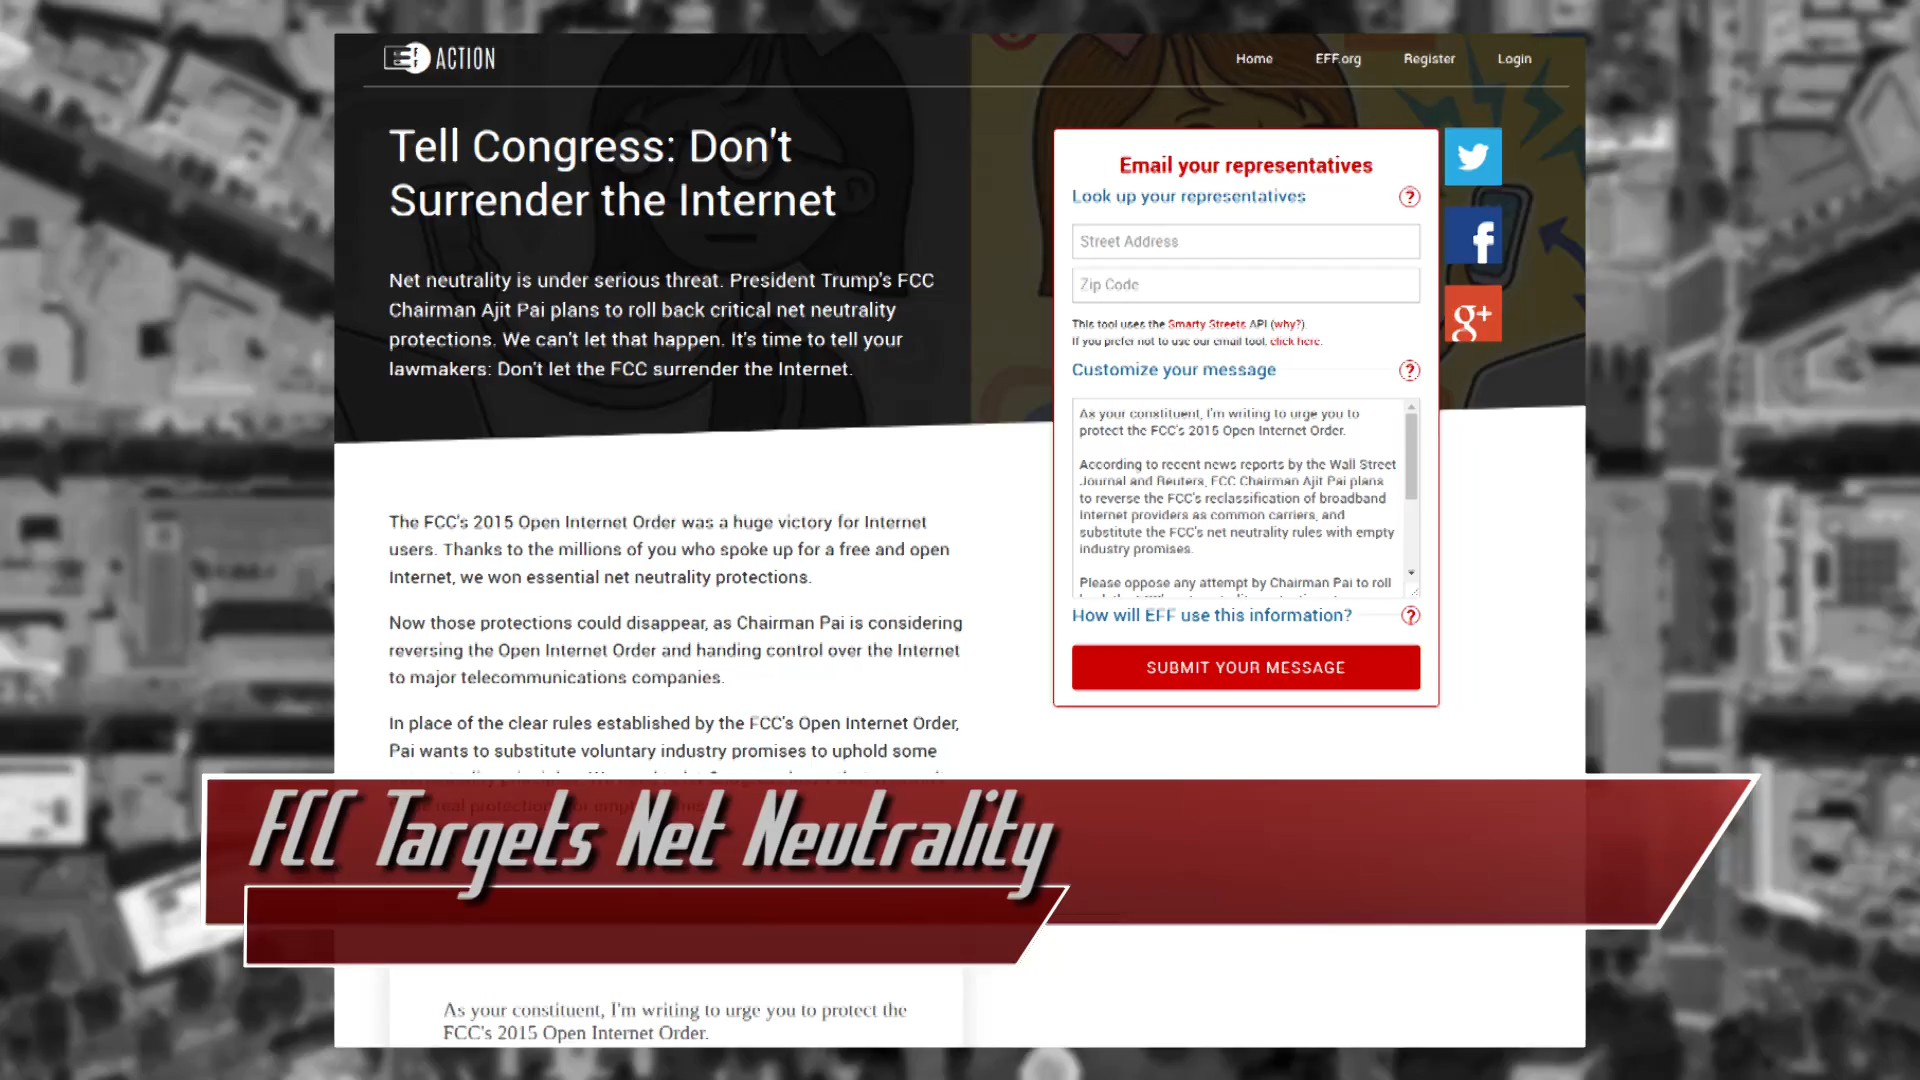 EFF ACTION
Home
EFF.org
Register
Login
Tell Congress: Don't
Surrender the Internet
Net neutrality is under serious threat. President Trump's FCC
Chairman Ajit Pai plans to roll back critical net neutrality
protections. We can't let that happen. It's time to tell your
lawmakers: Don't let the FCC surrender the Internet.
Email your representatives
Look up your representatives
?
Street Address
Zip Code
This tool uses the Smarty Streets API (why?).
If you prefer not to use our email tool, click here.
Customize your message
?
As your constituent, I'm writing to urge you to
protect the FCC's 2015 Open Internet Order.
According to recent news reports by the Wall Street
Journal and Reuters, FCC Chairman Ajit Pai plans
to reverse the FCC's reclassification of broadband
Internet providers as common carriers, and
substitute the FCC's net neutrality rules with empty
industry promises.
Please oppose any attempt by Chairman Pai to roll
How will EFF use this information?
?
SUBMIT YOUR MESSAGE
f
g+
The FCC's 2015 Open Internet Order was a huge victory for Internet
users. Thanks to the millions of you who spoke up for a free and open
Internet, we won essential net neutrality protections.
Now those protections could disappear, as Chairman Pai is considering
reversing the Open Internet Order and handing control over the Internet
to major telecommunications companies.
In place of the clear rules established by the FCC's Open Internet Order,
Pai wants to substitute voluntary industry promises to uphold some
real protection
FCC Targets Net Neutrality
As your constituent, I'm writing to urge you to protect the
FCC's 2015 Open Internet Order.